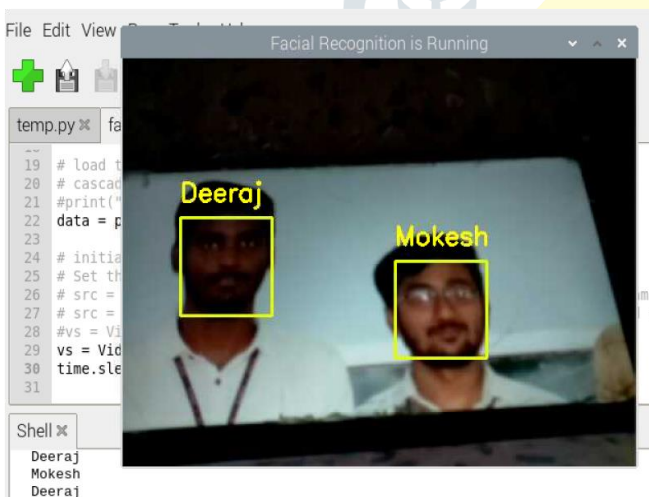 File Edit View
Facial Recognition is Running
temp.py fa
19 # load t
20 # cascad
21 #print("
22 data = p
23
24 # initia
25 # Set th
26 # src =
27 # src =
28 #vs = Vi
29 vs = Vid
30 time.sle
31
Deeraj
Mokesh
Shell
Deeraj
Mokesh
Deeraj